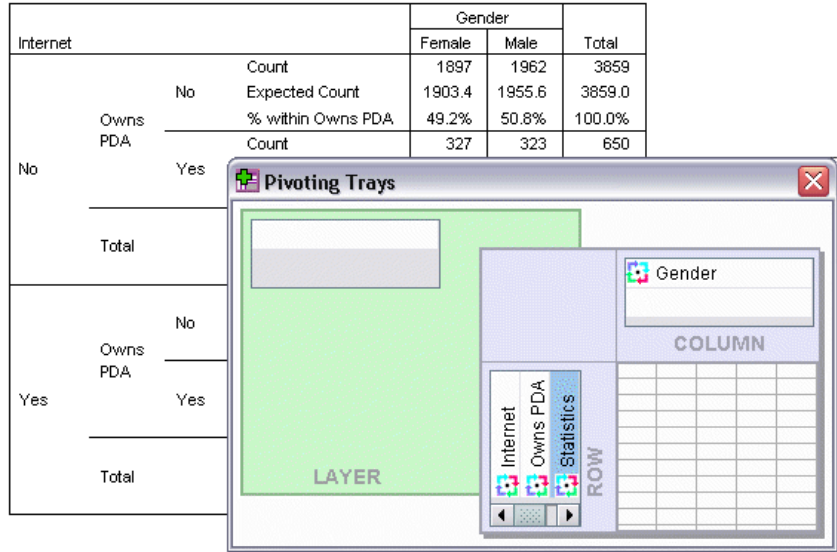 Gender
Internet Female Male Total
Count 1897 1962 3859
No Expected Count 1903.4 1955.6 3859.0
Owns PDA % within Owns PDA 49.2% 50.8% 100.0%
Count 327 323 650
No Yes
Total
Pivoting Trays
Gender
COLUMN
Internet
Owns PDA
Statistics
ROW
LAYER
No
Owns PDA
Yes Yes
Total